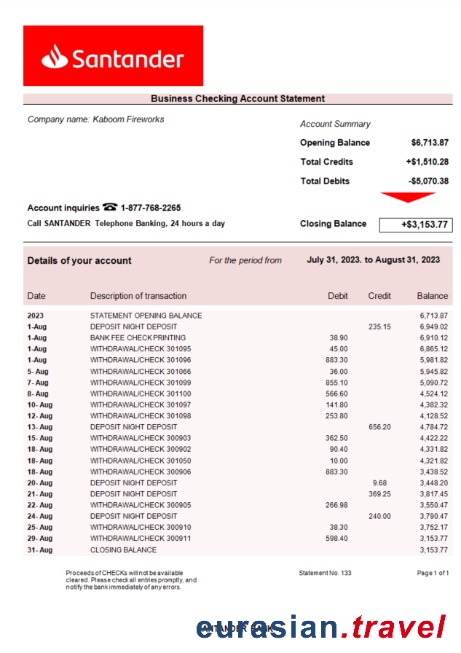 Santander
Business Checking Account Statement
Company name: Kaboom Fireworks
Account Summary
Opening Balance $6,713.87
Total Credits +$1,510.28
Total Debits -$5,070.38
Account inquiries ☎ 1-877-768-2265
Call SANTANDER Telephone Banking, 24 hours a day
Closing Balance +$3,153.77
Details of your account For the period from July 31, 2023. to August 31, 2023
Date Description of transaction Debit Credit Balance
2023 STATEMENT OPENING BALANCE 6,713.87
1-Aug DEPOSIT NIGHT DEPOSIT 235.15 6,949.02
1-Aug BANK FEE CHECK PRINTING 38.90 6,910.12
1-Aug WITHDRAWAL/CHECK 301095 45.00 6,865.12
1-Aug WITHDRAWAL/CHECK 301096 883.30 5,981.82
5- Aug WITHDRAWAL/CHECK 301066 36.00 5,945.82
7- Aug WITHDRAWAL/CHECK 301099 855.10 5,090.72
8- Aug WITHDRAWAL/CHECK 301100 566.60 4,524.12
10- Aug WITHDRAWAL/CHECK 301097 141.80 4,382.32
12- Aug WITHDRAWAL/CHECK 301098 253.80 4,128.52
13- Aug DEPOSIT NIGHT DEPOSIT 656.20 4,784.72
15- Aug WITHDRAWAL/CHECK 300903 362.50 4,422.22
18- Aug WITHDRAWAL/CHECK 300902 90.40 4,331.82
18- Aug WITHDRAWAL/CHECK 301050 10.00 4,321.82
18- Aug WITHDRAWAL/CHECK 300906 883.30 3,438.52
20- Aug DEPOSIT NIGHT DEPOSIT 9.68 3,448.20
21- Aug DEPOSIT NIGHT DEPOSIT 369.25 3,817.45
22- Aug WITHDRAWAL/CHECK 300905 266.98 3,550.47
24- Aug DEPOSIT NIGHT DEPOSIT 240.00 3,790.47
25- Aug WITHDRAWAL/CHECK 300910 38.30 3,752.17
29- Aug WITHDRAWAL/CHECK 300911 598.40 3,153.77
31- Aug CLOSING BALANCE 3,153.77
Proceeds of CHECKs will not be available
cleared. Please check all entries promptly, and
notify the bank immediately of any errors.
Statement No. 133
Page 1 of 1
eurasian.travel